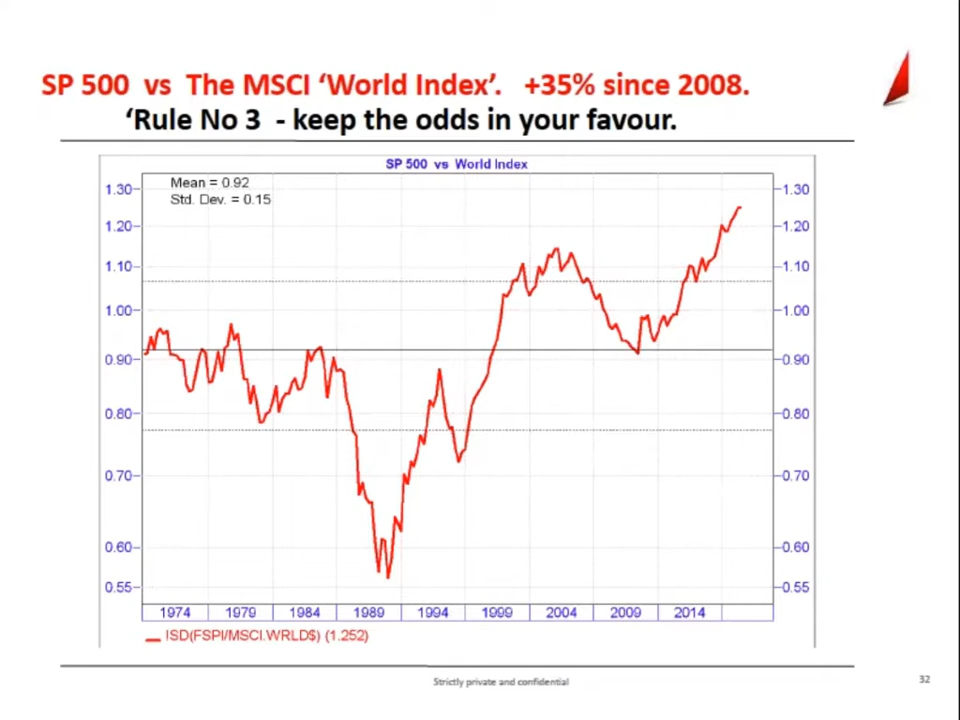 SP 500 vs The MSCI ‘World Index’. +35% since 2008.
‘Rule No 3 - keep the odds in your favour.
SP 500 vs World Index
Mean = 0.92
Std. Dev. = 0.15
1.30 1.30
1.20 1.20
1.10 1.10
1.00 1.00
0.90 0.90
0.80 0.80
0.70 0.70
0.60 0.60
0.55 0.55
1974 1979 1984 1989 1994 1999 2004 2009 2014
ISD(FSPI/MSCI.WRLD$) (1.252)
Strictly private and confidential
32